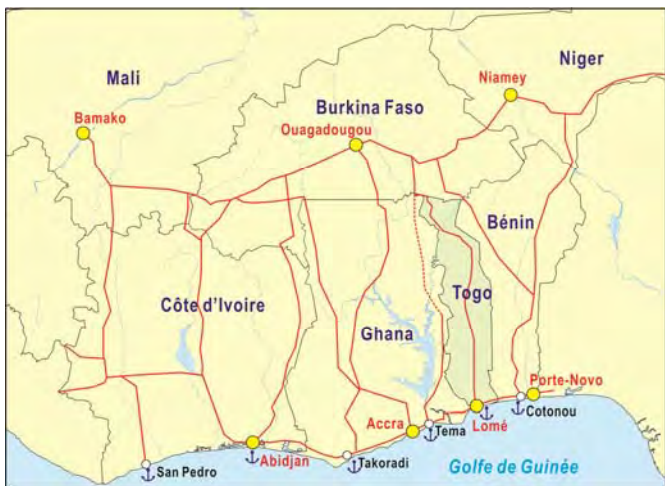 Niger
Mali
Niamey
Burkina Faso
Bamako
Ouagadougou
Bénin
Côte d'Ivoire
Togo
Ghana
Porte-Novo
Cotonou
Accra
Tema
Lomé
Abidjan
Takoradi
San Pedro
Golfe de Guinée